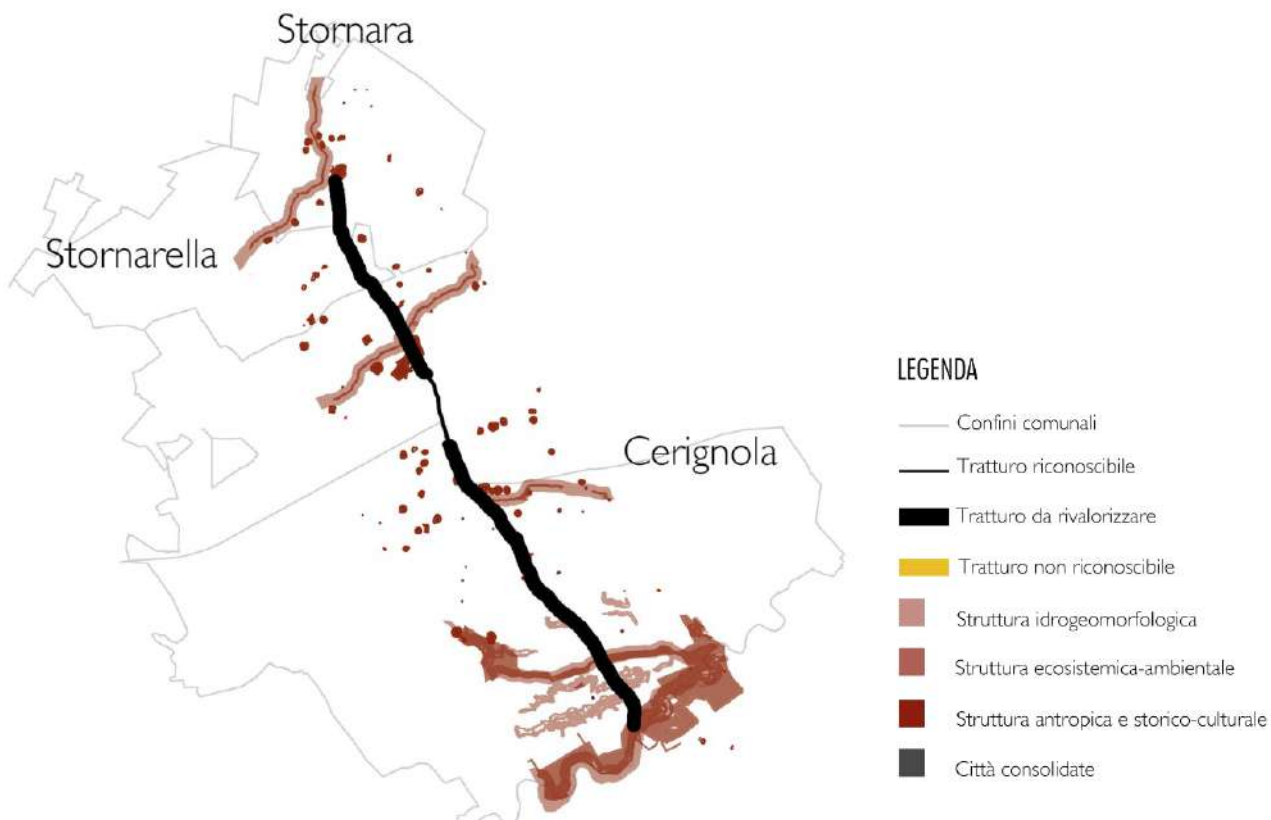 Stornara
Stornarella
Cerignola
LEGENDA
Confini comunali
Tratturo riconoscibile
Tratturo da rivalorizzare
Tratturo non riconoscibile
Struttura idrogeomorfologica
Struttura ecosistemica-ambientale
Struttura antropica e storico-culturale
Città consolidate